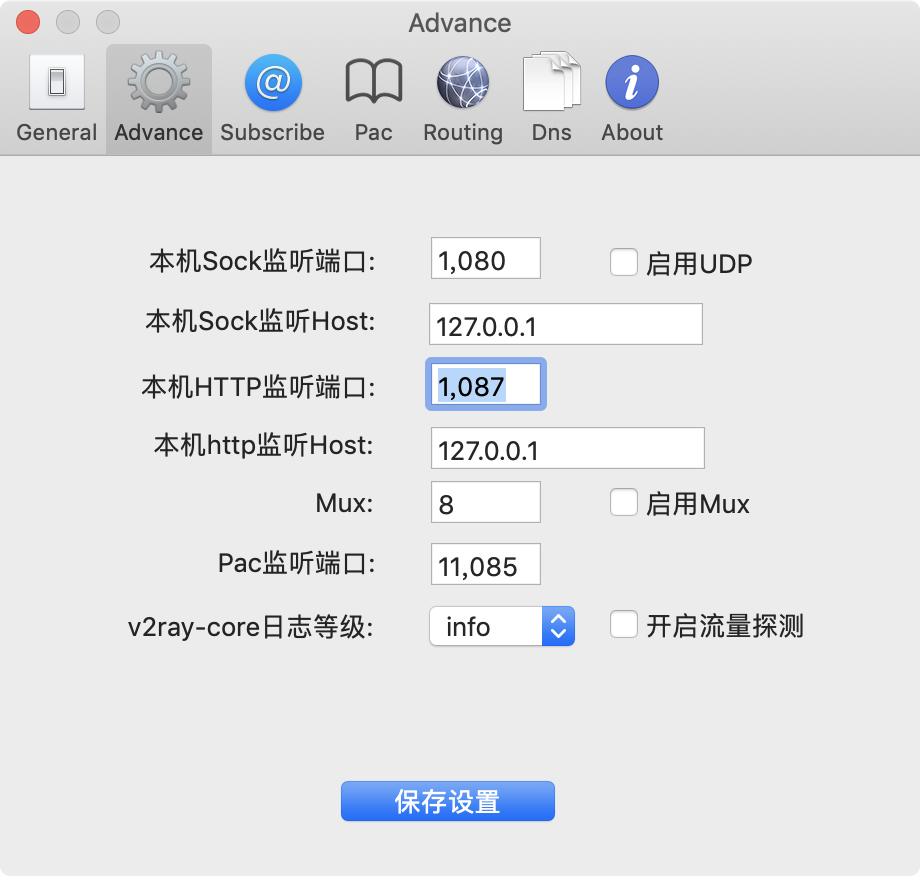 Advance
General Advance Subscribe Pac Routing Dns About
本机Sock监听端口: 1,080 启用UDP
本机Sock监听Host: 127.0.0.1
本机HTTP监听端口: 1,087
本机http监听Host: 127.0.0.1
Mux: 8 启用Mux
Pac监听端口: 11,085
v2ray-core日志等级: info 开启流量探测
保存设置